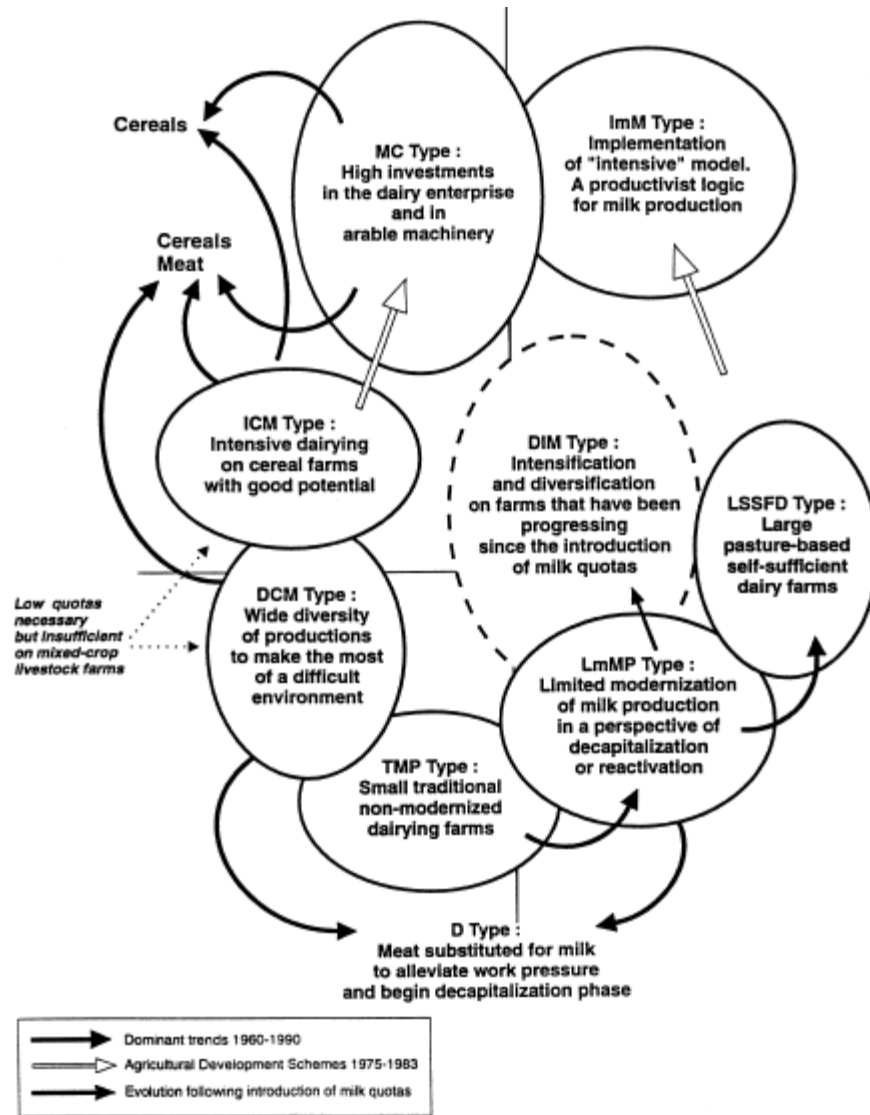 Cereals
MC Type :
High investments
in the dairy enterprise
and in
arable machinery
ImM Type :
Implementation
of "intensive" model.
A productivist logic
for milk production
Cereals
Meat
ICM Type :
Intensive dairying
on cereal farms
with good potential
DIM Type :
Intensification
and diversification
on farms that have been
progressing
since the introduction
of milk quotas
LSSFD Type :
Large
pasture-based
self-sufficient
dairy farms
Low quotas
necessary
but insufficient
on mixed-crop
livestock farms
DCM Type :
Wide diversity
of productions
to make the most
of a difficult
environment
LmMP Type :
Limited modernization
of milk production
in a perspective of
decapitalization
or reactivation
TMP Type :
Small traditional
non-modernized
dairying farms
D Type :
Meat substituted for milk
to alleviate work pressure
and begin decapitalization phase
Dominant trends 1960-1990
Agricultural Development Schemes 1975-1983
Evolution following introduction of milk quotas